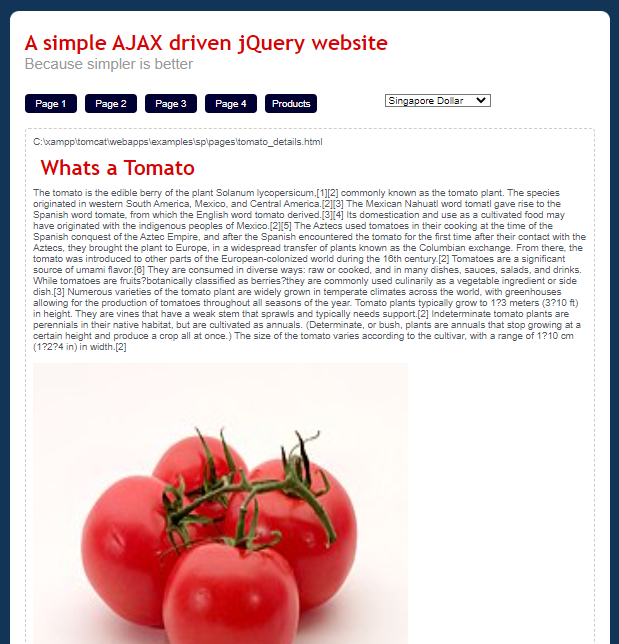 A simple AJAX driven jQuery website
Because simpler is better
Page 1 Page 2 Page 3 Page 4 Products Singapore Dollar
C:\xampp\tomcat\webapps\examples\sp\pages\tomato_details.html
Whats a Tomato
The tomato is the edible berry of the plant Solanum lycopersicum,[1][2] commonly known as the tomato plant. The species
originated in western South America, Mexico, and Central America.[2][3] The Mexican Nahuatl word tomatl gave rise to the
Spanish word tomate, from which the English word tomato derived.[3][4] Its domestication and use as a cultivated food may
have originated with the indigenous peoples of Mexico.[2][5] The Aztecs used tomatoes in their cooking at the time of the
Spanish conquest of the Aztec Empire, and after the Spanish encountered the tomato for the first time after their contact with the
Aztecs, they brought the plant to Europe, in a widespread transfer of plants known as the Columbian exchange. From there, the
tomato was introduced to other parts of the European-colonized world during the 16th century.[2] Tomatoes are a significant
source of umami flavor.[6] They are consumed in diverse ways: raw or cooked, and in many dishes, sauces, salads, and drinks.
While tomatoes are fruits?botanically classified as berries?they are commonly used culinarily as a vegetable ingredient or side
dish.[3] Numerous varieties of the tomato plant are widely grown in temperate climates across the world, with greenhouses
allowing for the production of tomatoes throughout all seasons of the year. Tomato plants typically grow to 1?3 meters (3?10 ft)
in height. They are vines that have a weak stem that sprawls and typically needs support.[2] Indeterminate tomato plants are
perennials in their native habitat, but are cultivated as annuals. (Determinate, or bush, plants are annuals that stop growing at a
certain height and produce a crop all at once.) The size of the tomato varies according to the cultivar, with a range of 1?10 cm
(1?2?4 in) in width.[2]